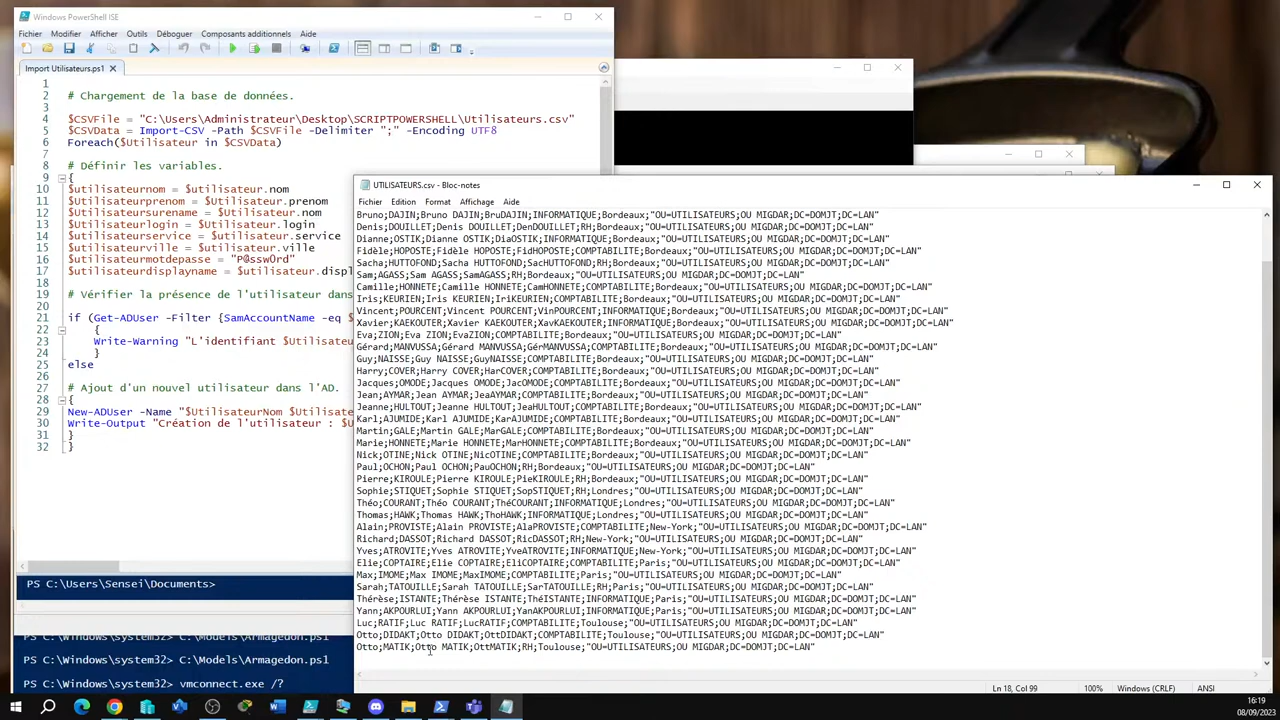 Windows PowerShell ISE
Fichier Modifier Afficher Outils Déboguer Composants additionnels Aide
Import Utilisateurs.ps1
1
2 # Chargement de la base de données.
3
4 $CSVFile = "C:\Users\Administrateur\Desktop\SCRIPTPOWERSHELL\Utilisateurs.csv"
5 $CSVData = Import-CSV -Path $CSVFile -Delimiter ";" -Encoding UTF8
6 Foreach($Utilisateur in $CSVData)
7
8 # Définir les variables.
9 {
10 $utilisateurnom = $utilisateur.nom
11 $utilisateurprenom = $utilisateur.prenom
12 $utilisateursurename = $utilisateur.nom
13 $utilisateurlogin = $utilisateur.login
14 $utilisateurservice = $utilisateur.service
15 $utilisateurville = $utilisateur.ville
16 $utilisateurmotdepasse = "P@ssw0rd"
17 $utilisateurdisplayname = $utilisateur.displ
18
19 # Vérifier la présence de l'utilisateur dans
20
21 if (Get-ADUser -Filter {SamAccountName -eq $
22 {
23 Write-Warning "L'identifiant $Utilisate
24 }
25 else
26
27 # Ajout d'un nouvel utilisateur dans l'AD.
28 {
29 New-ADUser -Name "$UtilisateurNom $Utilisate
30 Write-Output "Création de l'utilisateur : $U
31 }
32 }
PS C:\Users\Sensei\Documents>
PS C:\Windows\system32> C:\Models\Armagedon.ps1
PS C:\Windows\system32> C:\Models\Armagedon.ps1
PS C:\Windows\system32> vmconnect.exe /?
UTILISATEURS.csv - Bloc-notes
Fichier Edition Format Affichage Aide
Bruno;DAJIN;Bruno DAJIN;BruDAJIN;INFORMATIQUE;Bordeaux;"OU=UTILISATEURS;OU MIGDAR;DC=DOMJT;DC=LAN"
Denis;DOUILLET;Denis DOUILLET;DenDOUILLET;RH;Bordeaux;"OU=UTILISATEURS;OU MIGDAR;DC=DOMJT;DC=LAN"
Dianne;OSTIK;Dianne OSTIK;DiaOSTIK;INFORMATIQUE;Bordeaux;"OU=UTILISATEURS;OU MIGDAR;DC=DOMJT;DC=LAN"
Fidèle;HOPOSTE;Fidèle HOPOSTE;FidHOPOSTE;COMPTABILITE;Bordeaux;"OU=UTILISATEURS;OU MIGDAR;DC=DOMJT;DC=LAN"
Sacha;HUTTOFOND;Sacha HUTTOFOND;SacHUTTOFOND;RH;Bordeaux;"OU=UTILISATEURS;OU MIGDAR;DC=DOMJT;DC=LAN"
Sam;AGASS;Sam AGASS;SamAGASS;RH;Bordeaux;"OU=UTILISATEURS;OU MIGDAR;DC=DOMJT;DC=LAN"
Camille;HONNETE;Camille HONNETE;CamHONNETE;COMPTABILITE;Bordeaux;"OU=UTILISATEURS;OU MIGDAR;DC=DOMJT;DC=LAN"
Iris;KEURIEN;Iris KEURIEN;IriKEURIEN;COMPTABILITE;Bordeaux;"OU=UTILISATEURS;OU MIGDAR;DC=DOMJT;DC=LAN"
Vincent;POURCENT;Vincent POURCENT;VinPOURCENT;INFORMATIQUE;Bordeaux;"OU=UTILISATEURS;OU MIGDAR;DC=DOMJT;DC=LAN"
Xavier;KAEKOUTER;Xavier KAEKOUTER;XavKAEKOUTER;INFORMATIQUE;Bordeaux;"OU=UTILISATEURS;OU MIGDAR;DC=DOMJT;DC=LAN"
Eva;ZION;Eva ZION;EvaZION;COMPTABILITE;Bordeaux;"OU=UTILISATEURS;OU MIGDAR;DC=DOMJT;DC=LAN"
Gérard;MANVUSSA;Gérard MANVUSSA;GérMANVUSSA;COMPTABILITE;Bordeaux;"OU=UTILISATEURS;OU MIGDAR;DC=DOMJT;DC=LAN"
Guy;NAISSE;Guy NAISSE;GuyNAISSE;COMPTABILITE;Bordeaux;"OU=UTILISATEURS;OU MIGDAR;DC=DOMJT;DC=LAN"
Harry;COVER;Harry COVER;HarCOVER;COMPTABILITE;Bordeaux;"OU=UTILISATEURS;OU MIGDAR;DC=DOMJT;DC=LAN"
Jacques;OMODE;Jacques OMODE;JacOMODE;COMPTABILITE;Bordeaux;"OU=UTILISATEURS;OU MIGDAR;DC=DOMJT;DC=LAN"
Jean;AYMAR;Jean AYMAR;JeaAYMAR;COMPTABILITE;Bordeaux;"OU=UTILISATEURS;OU MIGDAR;DC=DOMJT;DC=LAN"
Jeanne;HULTOUT;Jeanne HULTOUT;JeaHULTOUT;COMPTABILITE;Bordeaux;"OU=UTILISATEURS;OU MIGDAR;DC=DOMJT;DC=LAN"
Karl;AJUMIDE;Karl AJUMIDE;KarAJUMIDE;COMPTABILITE;Bordeaux;"OU=UTILISATEURS;OU MIGDAR;DC=DOMJT;DC=LAN"
Martin;GALE;Martin GALE;MarGALE;COMPTABILITE;Bordeaux;"OU=UTILISATEURS;OU MIGDAR;DC=DOMJT;DC=LAN"
Marie;HONNETE;Marie HONNETE;MarHONNETE;COMPTABILITE;Bordeaux;"OU=UTILISATEURS;OU MIGDAR;DC=DOMJT;DC=LAN"
Nick;OTINE;Nick OTINE;NicOTINE;COMPTABILITE;Bordeaux;"OU=UTILISATEURS;OU MIGDAR;DC=DOMJT;DC=LAN"
Paul;OCHON;Paul OCHON;PauOCHON;RH;Bordeaux;"OU=UTILISATEURS;OU MIGDAR;DC=DOMJT;DC=LAN"
Pierre;KIROULE;Pierre KIROULE;PieKIROULE;RH;Bordeaux;"OU=UTILISATEURS;OU MIGDAR;DC=DOMJT;DC=LAN"
Sophie;STIQUET;Sophie STIQUET;SopSTIQUET;RH;Londres;"OU=UTILISATEURS;OU MIGDAR;DC=DOMJT;DC=LAN"
Théo;COURANT;Théo COURANT;ThéCOURANT;INFORMATIQUE;Londres;"OU=UTILISATEURS;OU MIGDAR;DC=DOMJT;DC=LAN"
Thomas;HAWK;Thomas HAWK;ThoHAWK;INFORMATIQUE;Londres;"OU=UTILISATEURS;OU MIGDAR;DC=DOMJT;DC=LAN"
Alain;PROVISTE;Alain PROVISTE;AlaPROVISTE;COMPTABILITE;New-York;"OU=UTILISATEURS;OU MIGDAR;DC=DOMJT;DC=LAN"
Richard;DASSOT;Richard DASSOT;RicDASSOT;RH;New-York;"OU=UTILISATEURS;OU MIGDAR;DC=DOMJT;DC=LAN"
Yves;ATROVITE;Yves ATROVITE;YveATROVITE;INFORMATIQUE;New-York;"OU=UTILISATEURS;OU MIGDAR;DC=DOMJT;DC=LAN"
Elie;COPTAIRE;Elie COPTAIRE;EliCOPTAIRE;COMPTABILITE;Paris;"OU=UTILISATEURS;OU MIGDAR;DC=DOMJT;DC=LAN"
Max;IMOME;Max IMOME;MaxIMOME;COMPTABILITE;Paris;"OU=UTILISATEURS;OU MIGDAR;DC=DOMJT;DC=LAN"
Sarah;TATOUILLE;Sarah TATOUILLE;SarTATOUILLE;RH;Paris;"OU=UTILISATEURS;OU MIGDAR;DC=DOMJT;DC=LAN"
Thérèse;ISTANTE;Thérèse ISTANTE;ThéISTANTE;INFORMATIQUE;Paris;"OU=UTILISATEURS;OU MIGDAR;DC=DOMJT;DC=LAN"
Yann;AKPOURLUI;Yann AKPOURLUI;YanAKPOURLUI;INFORMATIQUE;Paris;"OU=UTILISATEURS;OU MIGDAR;DC=DOMJT;DC=LAN"
Luc;RATIF;Luc RATIF;LucRATIF;COMPTABILITE;Toulouse;"OU=UTILISATEURS;OU MIGDAR;DC=DOMJT;DC=LAN"
Otto;DIDAKT;Otto DIDAKT;OttDIDAKT;COMPTABILITE;Toulouse;"OU=UTILISATEURS;OU MIGDAR;DC=DOMJT;DC=LAN"
Otto;MATIK;Otto MATIK;OttMATIK;RH;Toulouse;"OU=UTILISATEURS;OU MIGDAR;DC=DOMJT;DC=LAN"
Ln 18, Col 99 100% Windows (CRLF) ANSI
16:19
08/09/2023